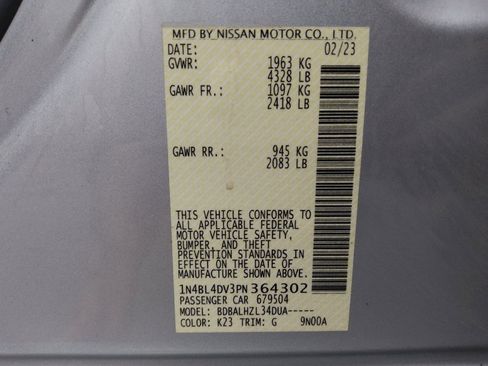 MFD BY NISSAN MOTOR CO., LTD.
DATE: 02/23
GVWR: 1963 KG
4328 LB
GAWR FR.: 1097 KG
2418 LB
GAWR RR.: 945 KG
2083 LB
THIS VEHICLE CONFORMS TO
ALL APPLICABLE FEDERAL
MOTOR VEHICLE SAFETY,
BUMPER, AND THEFT
PREVENTION STANDARDS IN
EFFECT ON THE DATE OF
MANUFACTURE SHOWN ABOVE.
1N4BL4DV3PN364302
PASSENGER CAR 679504
MODEL: BDBALHZL34DUA-----
COLOR: K23 TRIM: G 9N00A